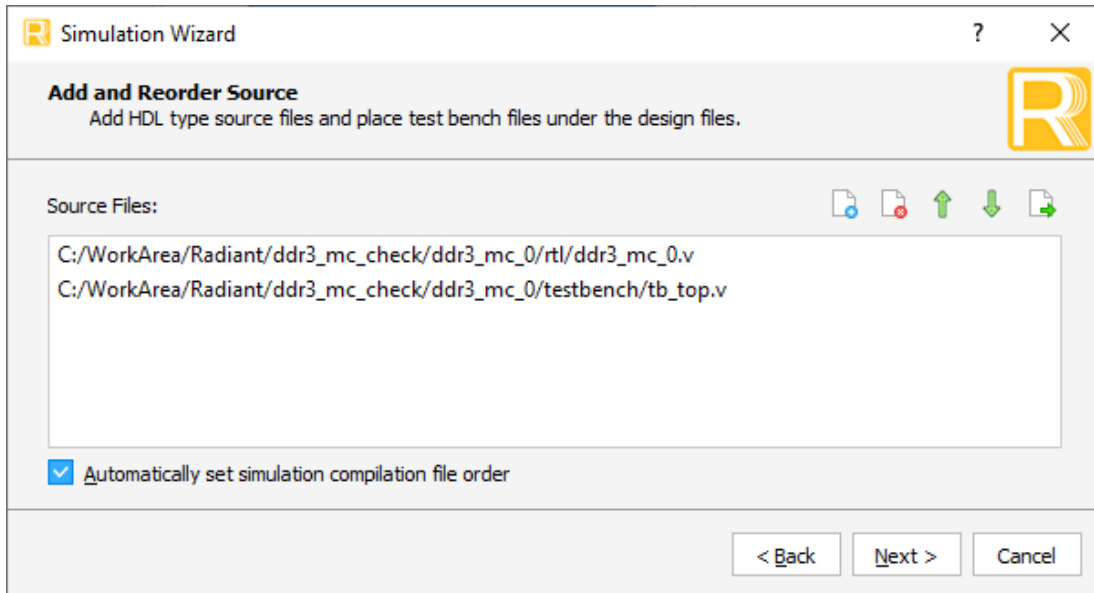 Simulation Wizard
Add and Reorder Source
Add HDL type source files and place test bench files under the design files.
Source Files:
C:/WorkArea/Radiant/ddr3_mc_check/ddr3_mc_0/rtl/ddr3_mc_0.v
C:/WorkArea/Radiant/ddr3_mc_check/ddr3_mc_0/testbench/tb_top.v
Automatically set simulation compilation file order
< Back Next > Cancel